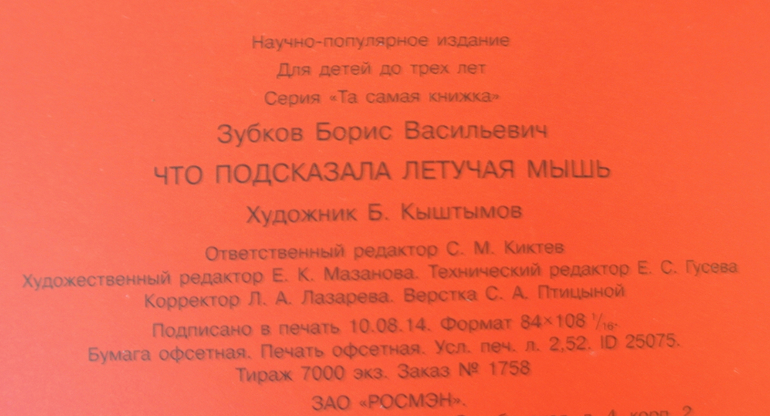 Научно-популярное издание
Для детей до трех лет
Серия «Та самая книжка»
Зубков Борис Васильевич
ЧТО ПОДСКАЗАЛА ЛЕТУЧАЯ МЫШЬ
Художник Б. Кыштымов
Ответственный редактор С. М. Киктев
Художественный редактор Е. К. Мазанова. Технический редактор Е. С. Гусева
Корректор Л. А. Лазарева. Верстка С. А. Птицыной
Подписано в печать 10.08.14. Формат 84×108 1/16.
Бумага офсетная. Печать офсетная. Усл. печ. л. 2,52. ID 25075.
Тираж 7000 экз. Заказ № 1758
ЗАО «РОСМЭН».